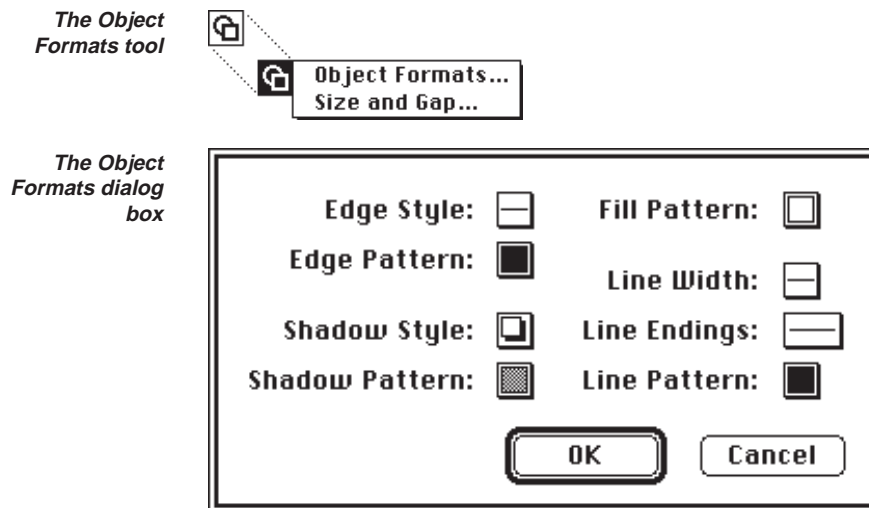 The Object
Formats tool
Object Formats...
Size and Gap...
The Object
Formats dialog
box
Edge Style:
Fill Pattern:
Edge Pattern:
Line Width:
Shadow Style:
Line Endings:
Shadow Pattern:
Line Pattern:
OK
Cancel